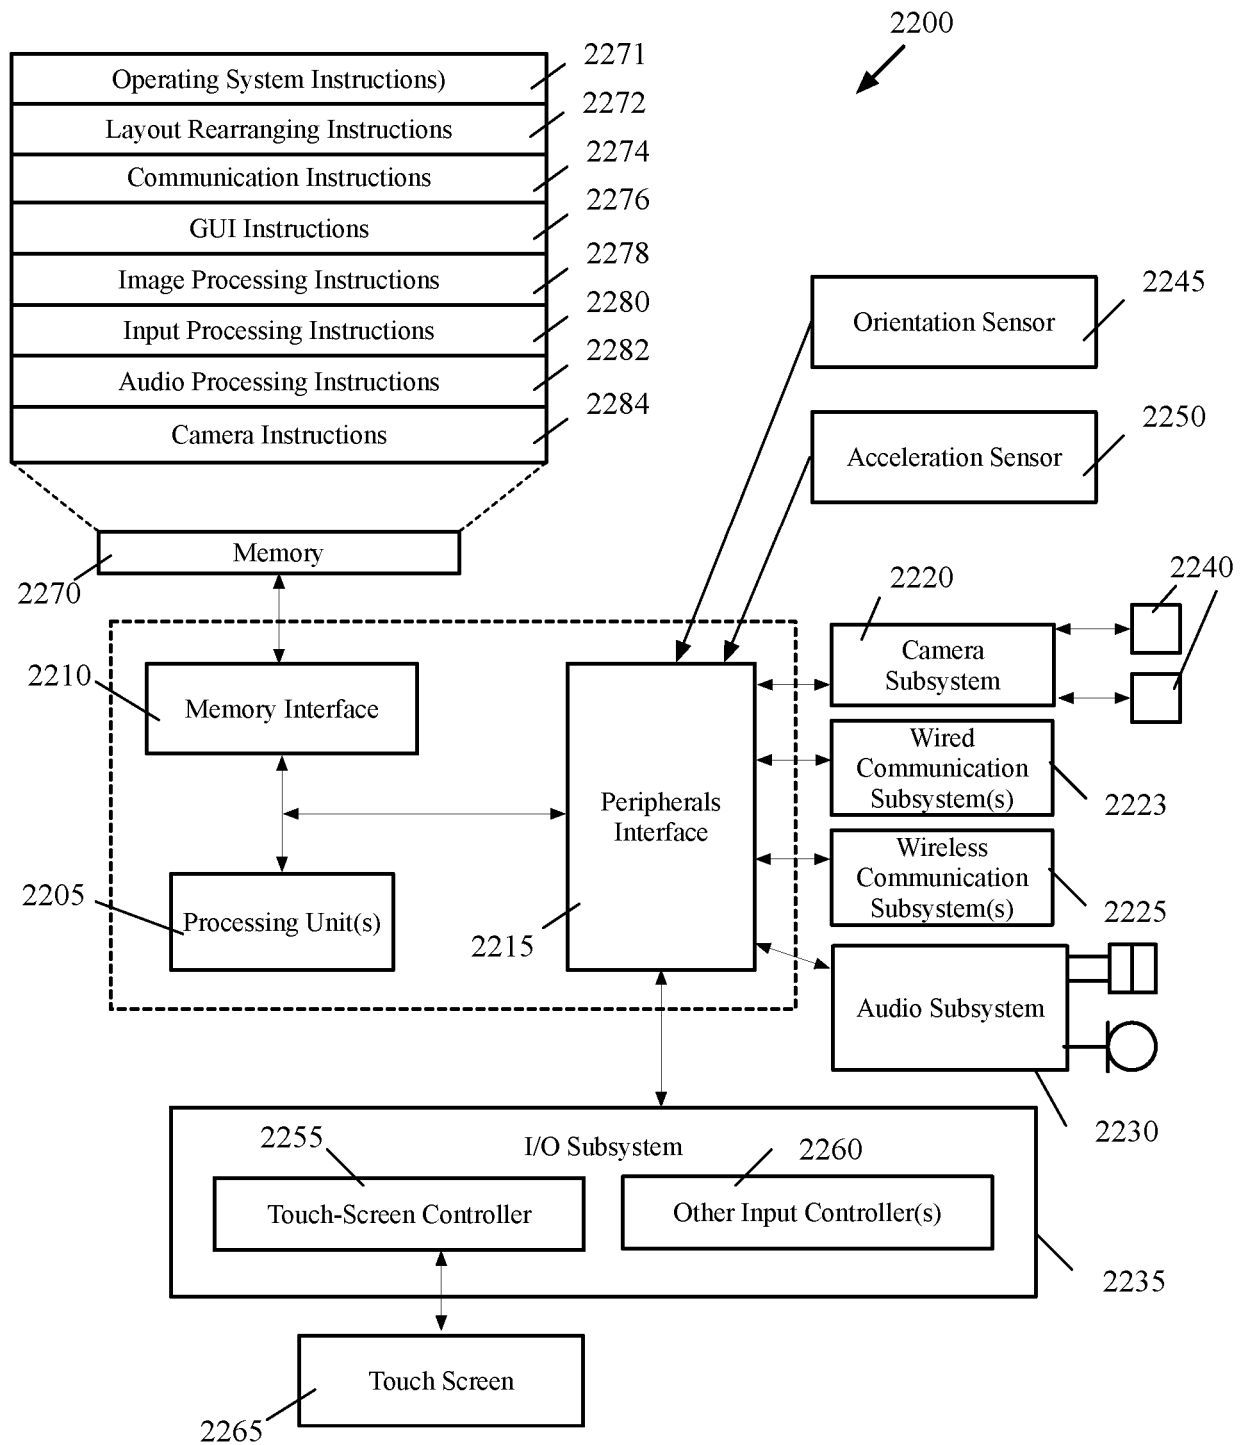 2200
Operating System Instructions)
2271
Layout Rearranging Instructions
2272
Communication Instructions
2274
GUI Instructions
2276
Image Processing Instructions
2278
Input Processing Instructions
2280
Audio Processing Instructions
2282
Camera Instructions
2284
Orientation Sensor
2245
Acceleration Sensor
2250
Memory
2270
2220
2240
Camera
Subsystem
2210
Memory Interface
Wired
Communication
Subsystem(s)
2223
Peripherals
Interface
2215
Wireless
Communication
Subsystem(s)
2225
2205
Processing Unit(s)
Audio Subsystem
2230
I/O Subsystem
2255
Touch-Screen Controller
2260
Other Input Controller(s)
2235
Touch Screen
2265